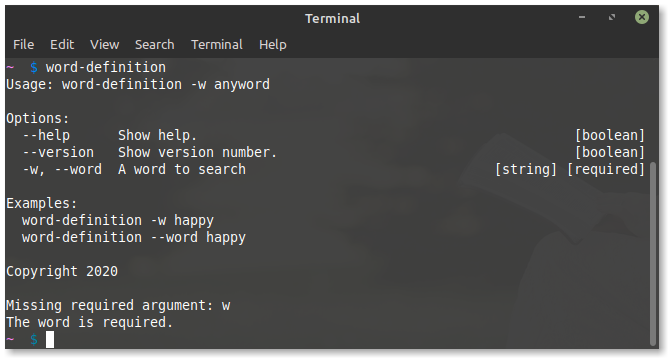 Terminal
File Edit View Search Terminal Help
~ $ word-definition
Usage: word-definition -w anyword
Options:
--help Show help. [boolean]
--version Show version number. [boolean]
-w, --word A word to search [string] [required]
Examples:
word-definition -w happy
word-definition --word happy
Copyright 2020
Missing required argument: w
The word is required.
~ $